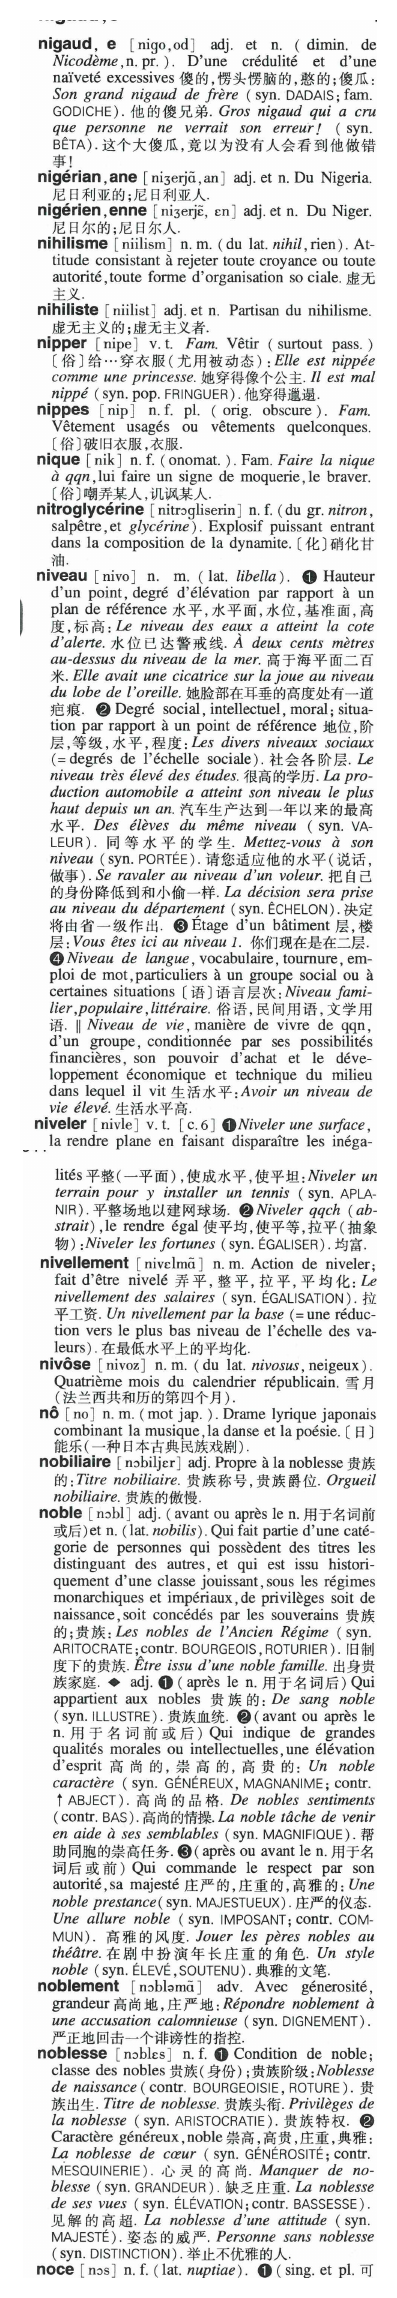 nigaud, e [nigo,od] adj. et n. ( dimin. de
Nicodème,n. pr. ). D'une crédulité et d'une
naïveté excessives 傻的,愣头愣脑的,憨的;傻瓜:
Son grand nigaud de frère ( syn. DADAIS; fam.
GODICHE). 他的傻兄弟. Gros nigaud qui a cru
que personne ne verrait son erreur! ( syn.
BÊTA). 这个大傻瓜,竟以为没有人会看到他做错
事!
nigérian,ane [niʒerjɑ̃,an] adj. et n. Du Nigeria.
尼日利亚的;尼日利亚人.
nigérien,enne [niʒerjɛ̃, ɛn] adj. et n. Du Niger.
尼日尔的;尼日尔人.
nihilisme [niilism] n. m. ( du lat. nihil,rien). At-
titude consistant à rejeter toute croyance ou toute
autorité,toute forme d'organisation so ciale. 虚无
主义.
nihiliste [niilist] adj. et n. Partisan du nihilisme.
虚无主义的;虚无主义者.
nipper [nipe] v. t. Fam. Vêtir ( surtout pass. )
〔俗〕给…穿衣服(尤用被动态):Elle est nippée
comme une princesse. 她穿得像个公主. Il est mal
nippé (syn. pop. FRINGUER). 他穿得邋遢.
nippes [nip] n. f. pl. ( orig. obscure ). Fam.
Vêtement usagés ou vêtements quelconques.
〔俗〕破旧衣服,衣服.
nique [nik] n. f. (onomat. ). Fam. Faire la nique
à qqn,lui faire un signe de moquerie,le braver.
〔俗〕嘲弄某人,讥讽某人.
nitroglycérine [nitrɔgliserin] n. f. (du gr. nitron,
salpêtre,et glycérine). Explosif puissant entrant
dans la composition de la dynamite. 〔化〕硝化甘
油.
niveau [nivo] n. m. (lat. libella). ❶ Hauteur
d'un point, degré d'élévation par rapport à un
plan de référence 水平,水平面,水位,基准面,高
度,标高:Le niveau des eaux a atteint la cote
d'alerte. 水位已达警戒线. À deux cents mètres
au-dessus du niveau de la mer. 高于海平面二百
米. Elle avait une cicatrice sur la joue au niveau
du lobe de l'oreille. 她脸部在耳垂的高度处有一道
疤痕. ❷ Degré social,intellectuel,moral;situa-
tion par rapport à un point de référence 地位,阶
层,等级,水平,程度:Les divers niveaux sociaux
(=degrés de l'échelle sociale). 社会各阶层. Le
niveau très élevé des études. 很高的学历. La pro-
duction automobile a atteint son niveau le plus
haut depuis un an. 汽车生产达到一年以来的最高
水平. Des élèves du même niveau ( syn. VA-
LEUR). 同等水平的学生. Mettez-vous à son
niveau (syn. PORTÉE). 请您适应他的水平(说话,
做事). Se ravaler au niveau d'un voleur. 把自己
的身份降低到和小偷一样. La décision sera prise
au niveau du département (syn. ÉCHELON). 决定
将由省一级作出. ❸ Étage d'un bâtiment 层,楼
层:Vous êtes ici au niveau 1. 你们现在是在二层.
❹ Niveau de langue, vocabulaire, tournure, em-
ploi de mot,particuliers à un groupe social ou à
certaines situations 〔语〕语言层次:Niveau fami-
lier,populaire,littéraire. 俗语,民间用语,文学用
语. ‖ Niveau de vie, manière de vivre de qqn,
d'un groupe, conditionnée par ses possibilités
financières, son pouvoir d'achat et le déve-
loppement économique et technique du milieu
dans lequel il vit 生活水平:Avoir un niveau de
vie élevé. 生活水平高.
niveler [nivle] v. t. [c.6] ❶Niveler une surface,
la rendre plane en faisant disparaître les inéga-
lités 平整(一平面),使成水平,使平坦:Niveler un
terrain pour y installer un tennis ( syn. APLA-
NIR). 平整场地以建网球场. ❷Niveler qqch (ab-
strait),le rendre égal 使平均,使平等,拉平(抽象
物):Niveler les fortunes (syn. ÉGALISER). 均富.
nivellement [nivɛlmɑ̃] n. m. Action de niveler;
fait d'être nivelé 弄平,整平,拉平,平均化:Le
nivellement des salaires ( syn. ÉGALISATION). 拉
平工资. Un nivellement par la base (=une réduc-
tion vers le plus bas niveau de l'échelle des va-
leurs). 在最低水平上的平均化.
nivôse [nivoz] n. m. ( du lat. nivosus,neigeux).
Quatrième mois du calendrier républicain. 雪月
(法兰西共和历的第四个月).
nô [no] n. m. (mot jap. ). Drame lyrique japonais
combinant la musique,la danse et la poésie. 〔日〕
能乐(一种日本古典民族戏剧).
nobiliaire [nɔbiljɛr] adj. Propre à la noblesse 贵族
的:Titre nobiliaire. 贵族称号,贵族爵位. Orgueil
nobiliaire. 贵族的傲慢.
noble [nɔbl] adj. (avant ou après le n. 用于名词前
或后)et n. (lat. nobilis). Qui fait partie d'une caté-
gorie de personnes qui possèdent des titres les
distinguant des autres, et qui est issu histori-
quement d'une classe jouissant,sous les régimes
monarchiques et impériaux,de privilèges soit de
naissance,soit concédés par les souverains 贵族
的;贵族:Les nobles de l'Ancien Régime ( syn.
ARITOCRATE;contr. BOURGEOIS,ROTURIER). 旧制
度下的贵族. Être issu d'une noble famille. 出身贵
族家庭. ◆ adj. ❶ (après le n. 用于名词后) Qui
appartient aux nobles 贵族的: De sang noble
(syn. ILLUSTRE). 贵族血统. ❷(avant ou après le
n. 用于名词前或后) Qui indique de grandes
qualités morales ou intellectuelles,une élévation
d'esprit 高尚的, 崇高的, 高贵的: Un noble
caractère ( syn. GÉNÉREUX, MAGNANIME; contr.
↑ ABJECT). 高尚的品格. De nobles sentiments
(contr. BAS). 高尚的情操. La noble tâche de venir
en aide à ses semblables (syn. MAGNIFIQUE). 帮
助同胞的崇高任务. ❸(après ou avant le n. 用于名
词后或前) Qui commande le respect par son
autorité,sa majesté 庄严的,庄重的,高雅的:Une
noble prestance(syn. MAJESTUEUX). 庄严的仪态.
Une allure noble ( syn. IMPOSANT; contr. COM-
MUN). 高雅的风度. Jouer les pères nobles au
théâtre. 在剧中扮演年长庄重的角色. Un style
noble (syn. ÉLEVÉ,SOUTENU). 典雅的文笔.
noblement [nɔbləmɑ̃] adv. Avec génerosité,
grandeur 高尚地,庄严地:Répondre noblement à
une accusation calomnieuse (syn. DIGNEMENT).
严正地回击一个诽谤性的指控.
noblesse [nɔblɛs] n. f. ❶ Condition de noble;
classe des nobles 贵族(身份);贵族阶级:Noblesse
de naissance (contr. BOURGEOISIE, ROTURE). 贵
族出生. Titre de noblesse. 贵族头衔. Privilèges de
la noblesse (syn. ARISTOCRATIE). 贵族特权. ❷
Caractère généreux,noble 崇高,高贵,庄重,典雅:
La noblesse de cœur ( syn. GÉNÉROSITÉ; contr.
MESQUINERIE). 心灵的高尚. Manquer de no-
blesse (syn. GRANDEUR). 缺乏庄重. La noblesse
de ses vues (syn. ÉLÉVATION;contr. BASSESSE).
见解的高超. La noblesse d'une attitude (syn.
MAJESTÉ). 姿态的威严. Personne sans noblesse
(syn. DISTINCTION). 举止不优雅的人.
noce [nɔs] n. f. (lat. nuptiae). ❶ (sing. et pl. 可